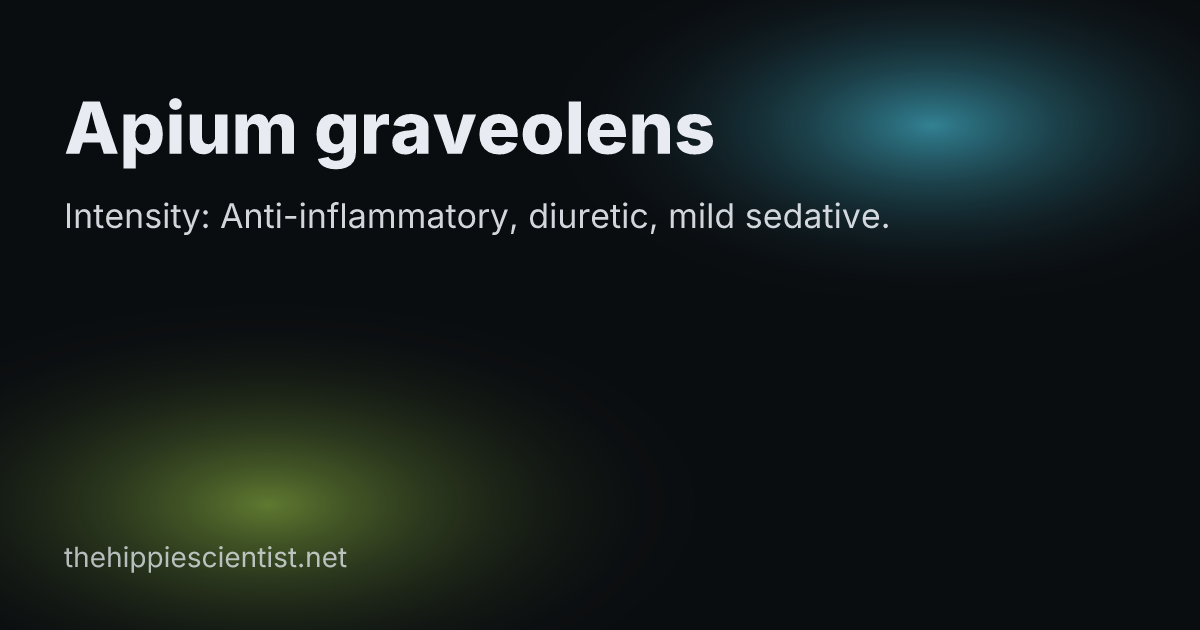 Apium graveolens
Intensity: Anti-inflammatory, diuretic, mild sedative.
thehippiescientist.net